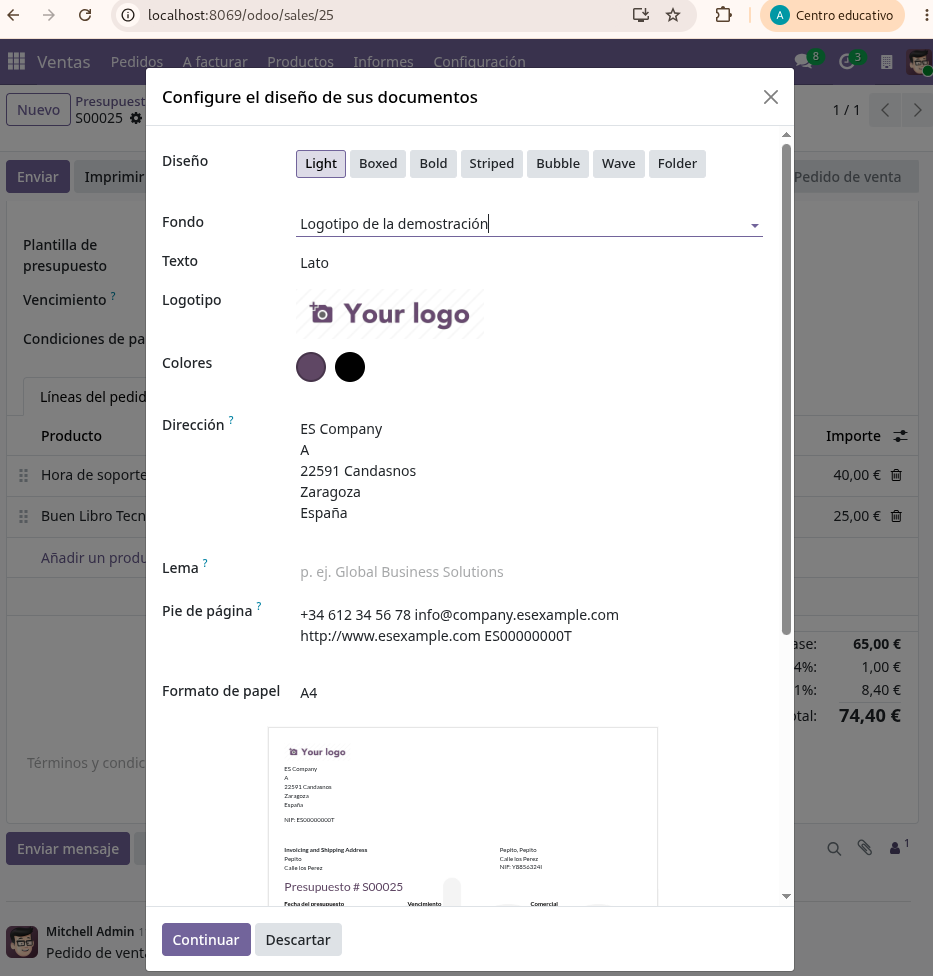 localhost:8069/odoo/sales/25
A Centro educativo
Ventas Pedidos A facturar Productos Informes Configuración 8 3
Nuevo
Presupuest
S00025
1 / 1
Enviar Imprimir Pedido de venta
Configure el diseño de sus documentos
Diseño Light Boxed Bold Striped Bubble Wave Folder
Fondo Logotipo de la demostración
Texto Lato
Logotipo Your logo
Colores
Dirección ? ES Company
A
22591 Candasnos
Zaragoza
España
Lema ? p. ej. Global Business Solutions
Pie de página ? +34 612 34 56 78 info@company.esexample.com
http://www.esexample.com ES00000000T
Formato de papel A4
Your logo
ES Company
A
22591 Candasnos
Zaragoza
España
NIF: ES00000000T
Invoicing and Shipping Address
Pepito
Calle los Perez
Pepito, Pepito
Calle los Perez
NIF: Y8856324I
Presupuesto # S00025
Fecha del presupuesto Vencimiento Comercial
Continuar Descartar
Plantilla de
presupuesto
Vencimiento ?
Condiciones de pa
Líneas del pedid
Producto Importe
Hora de soporte 40,00 €
Buen Libro Tecn 25,00 €
Añadir un produ
ase: 65,00 €
4%: 1,00 €
1%: 8,40 €
otal: 74,40 €
Términos y condic
Enviar mensaje 1
Mitchell Admin 1
Pedido de venta